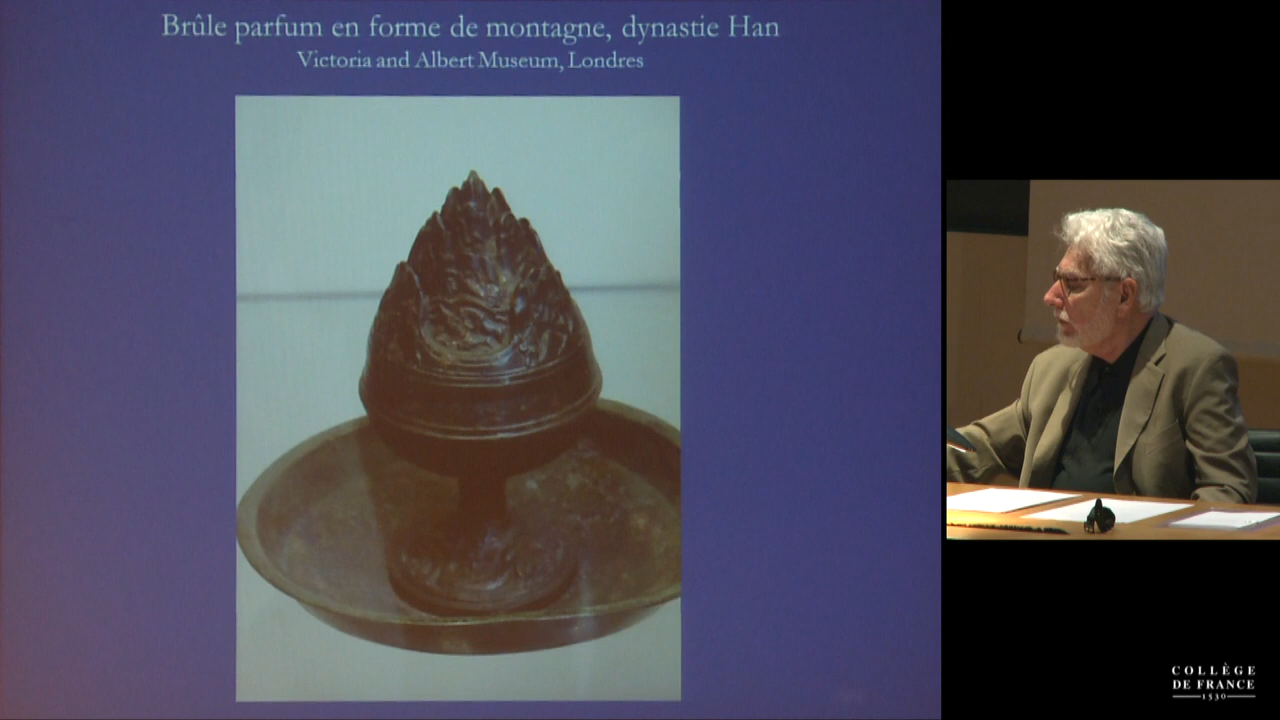 Brûle parfum en forme de montagne, dynastie Han
Victoria and Albert Museum, Londres
COLLÈGE
DE FRANCE
1530